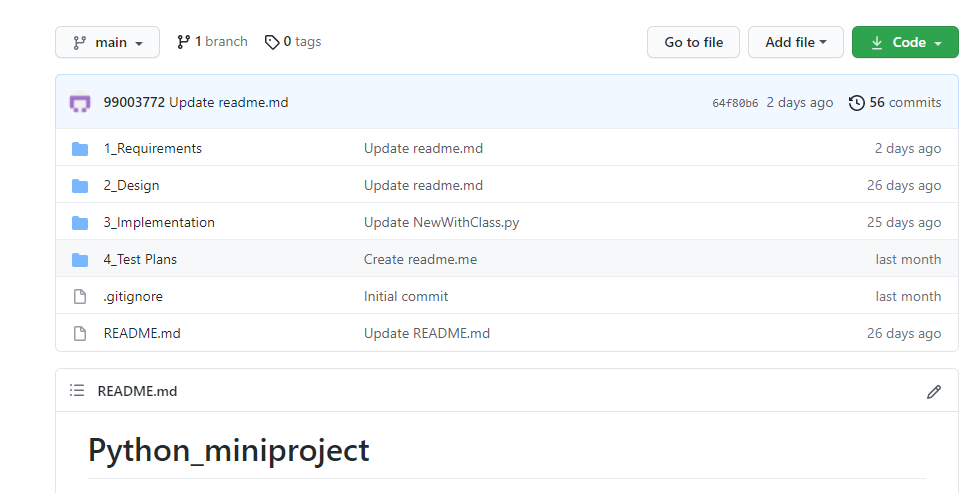 main 1 branch 0 tags Go to file Add file Code
99003772 Update readme.md 64f80b6 2 days ago 56 commits
1_Requirements Update readme.md 2 days ago
2_Design Update readme.md 26 days ago
3_Implementation Update NewWithClass.py 25 days ago
4_Test Plans Create readme.me last month
.gitignore Initial commit last month
README.md Update README.md 26 days ago
README.md
Python_miniproject